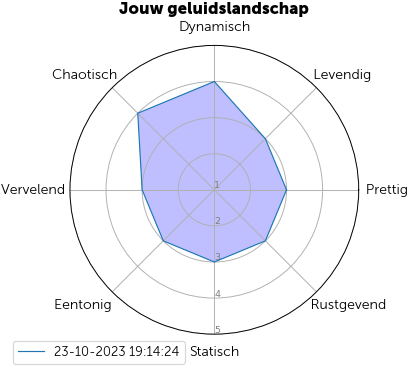 Jouw geluidslandschap
Dynamisch
Chaotisch
Levendig
Vervelend
Prettig
1
2
3
4
5
Eentonig
Rustgevend
Statisch
23-10-2023 19:14:24